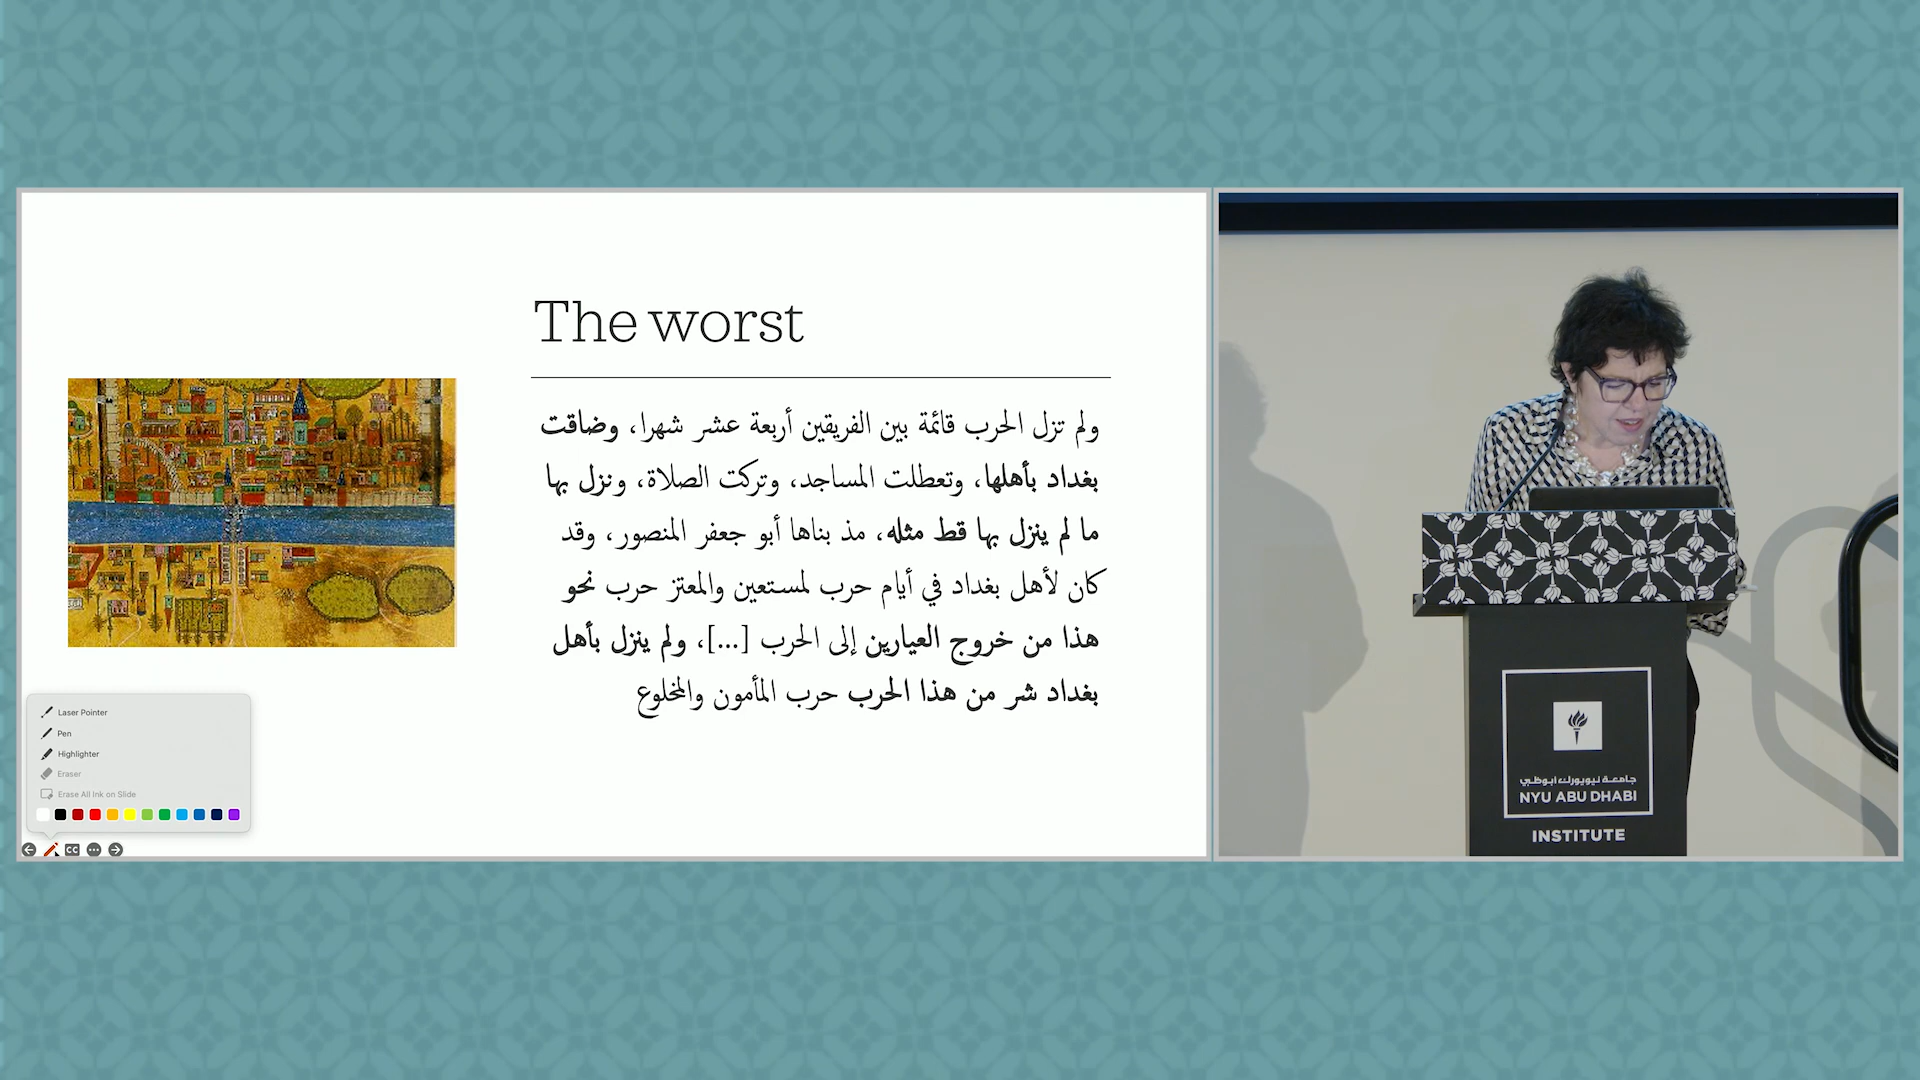 The worst
ولم تزل الحرب قائمة بين الفريقين أربعة عشر شهرا، وضاقت
بغداد بأهلها، وتعطلت المساجد، وتركت الصلاة، ونزل بها
ما لم ينزل بها قط مثله، مذ بناها أبو جعفر المنصور، وقد
كان لأهل بغداد في أيام حرب لمستعين والمعتز حرب نحو
هذا من خروج العيارين إلى الحرب [...]، ولم ينزل بأهل
بغداد شر من هذا الحرب حرب المأمون والمخلوع
Laser Pointer
Pen
Highlighter
Eraser
Erase All Ink on Slide
CC
جامعة نيويورك أبوظبي
NYU ABU DHABI
INSTITUTE